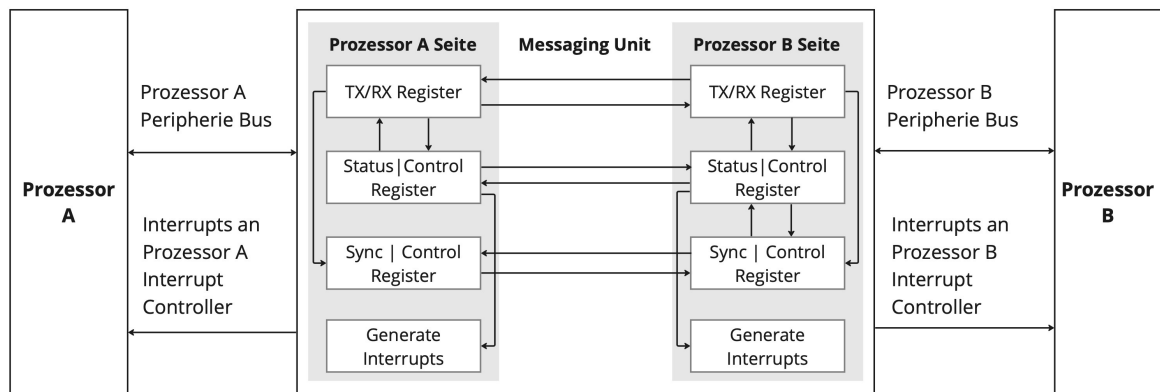 Prozessor
A
Prozessor A
Peripherie Bus
Interrupts an
Prozessor A
Interrupt
Controller
Messaging Unit
Prozessor A Seite
TX/RX Register
Status|Control
Register
Sync | Control
Register
Generate
Interrupts
Prozessor B Seite
TX/RX Register
Status|Control
Register
Sync | Control
Register
Generate
Interrupts
Prozessor B
Peripherie Bus
Interrupts an
Prozessor B
Interrupt
Controller
Prozessor
B